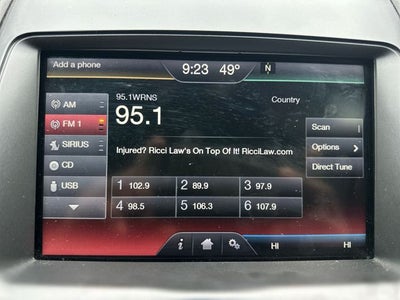 Add a phone 9:23 49° N
95.1WRNS Country
AM
95.1
FM 1
Scan
SIRIUS
Injured? Ricci Law's On Top Of It! RicciLaw.com
Options
CD
Direct Tune
USB
1 102.9 2 89.9 3 97.9
4 98.5 5 106.3 6 107.9
i HI HI